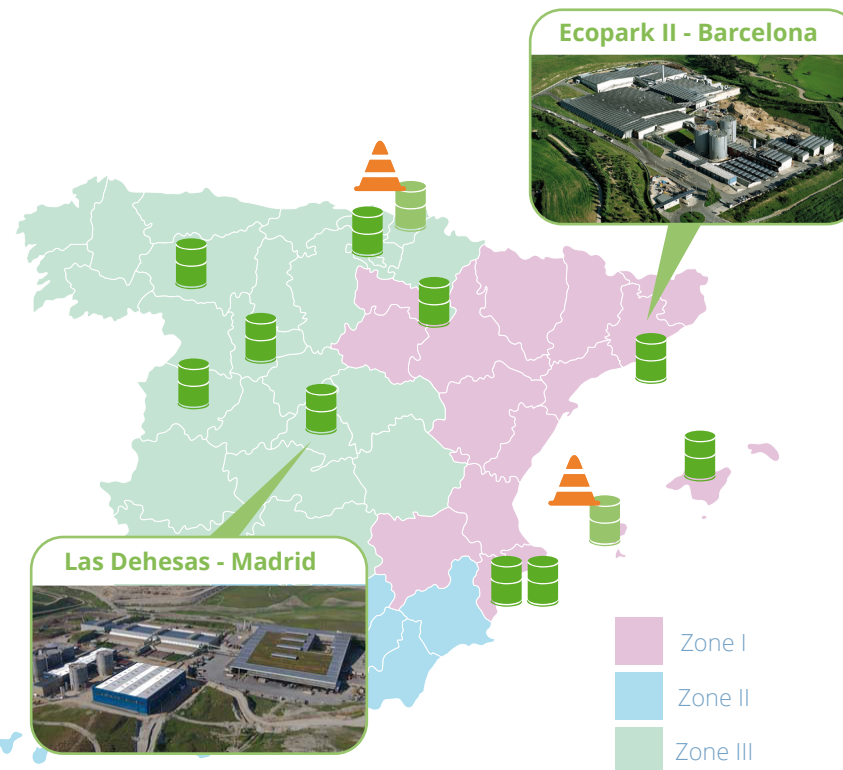 Ecopark II - Barcelona
Las Dehesas - Madrid
Zone I
Zone II
Zone III